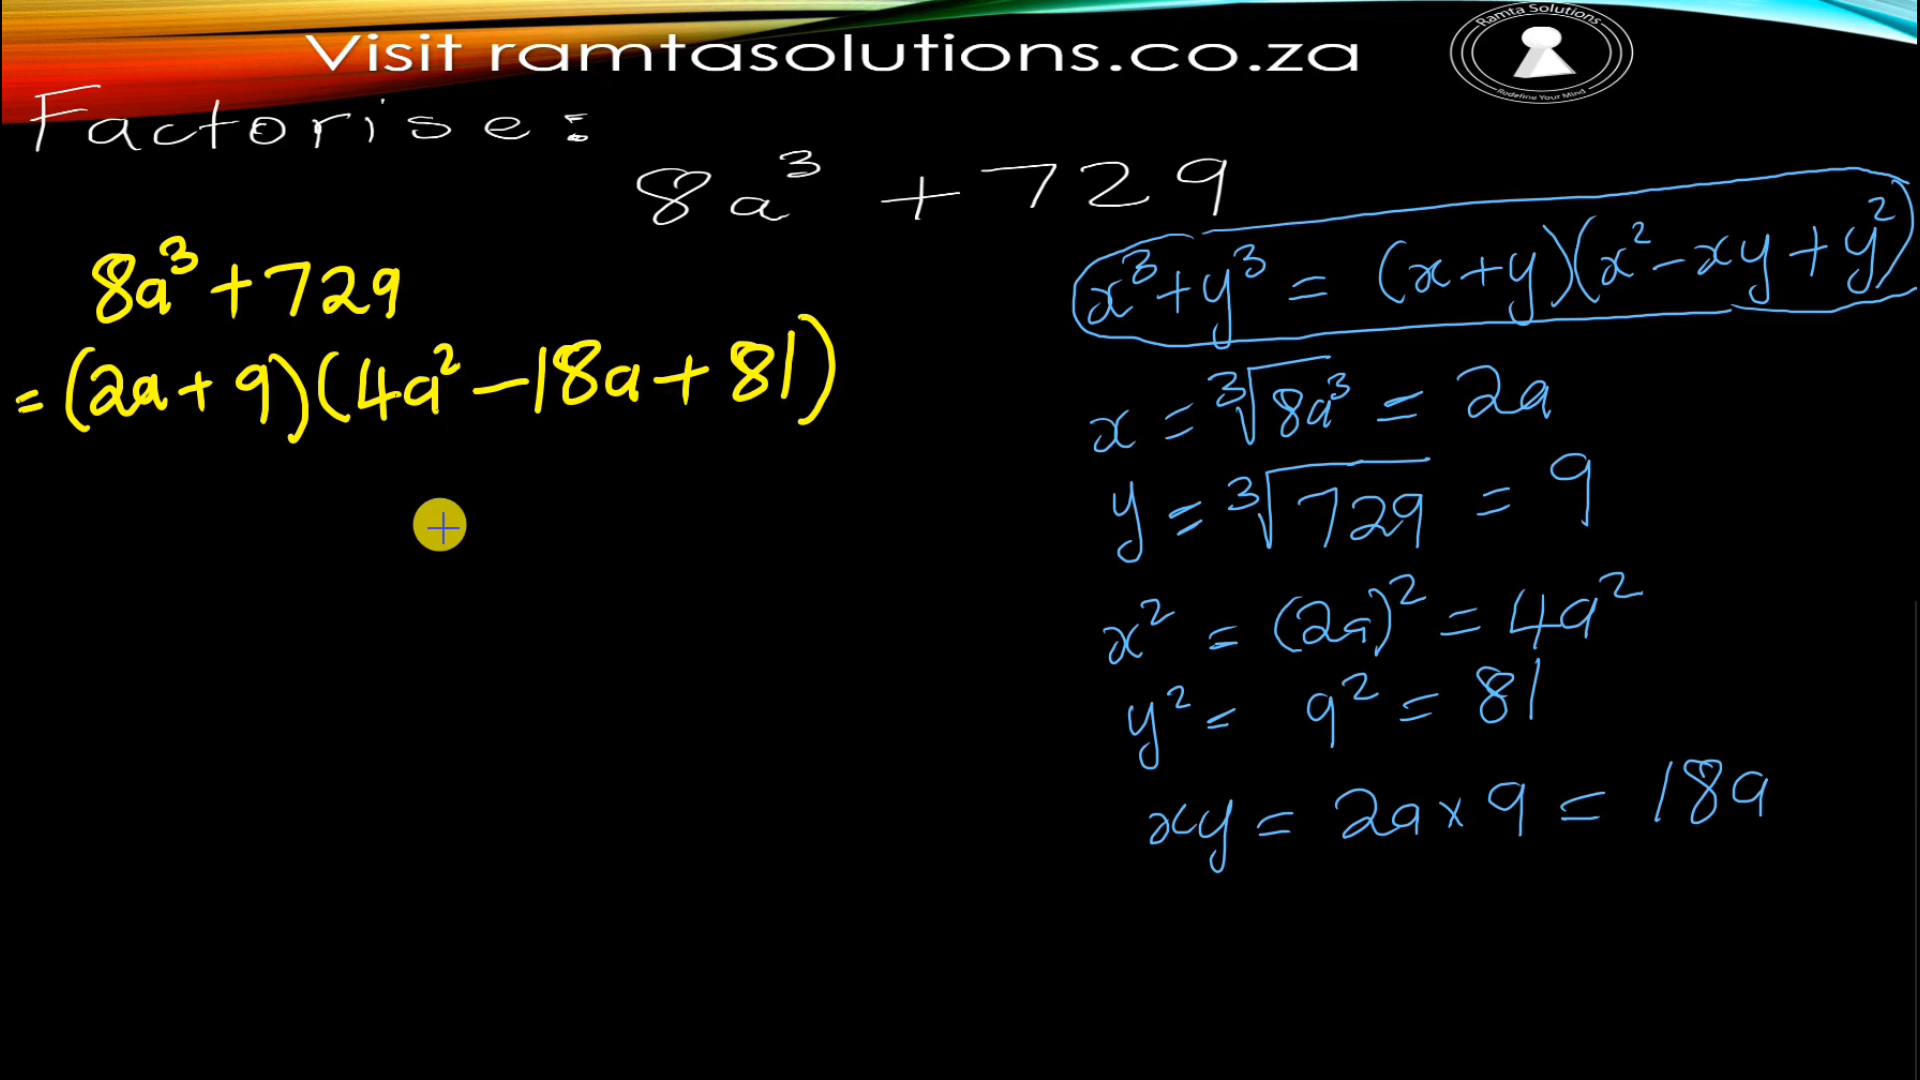 Visit ramtasolutions.co.za
Ramta Solutions
Redefine Your Mind
Factorise:
8a³ + 729
8a³ + 729
= (2a + 9)(4a² - 18a + 81)
x³ + y³ = (x + y)(x² - xy + y²)
x = ∛8a³ = 2a
y = ∛729 = 9
x² = (2a)² = 4a²
y² = 9² = 81
xy = 2a × 9 = 18a